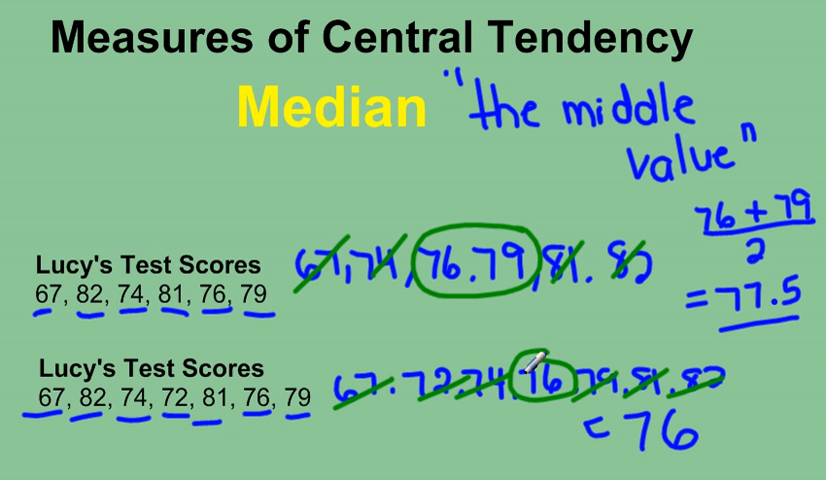 Measures of Central Tendency
Median "the middle
value"
76 + 79
2
= 77.5
Lucy's Test Scores
67, 82, 74, 81, 76, 79
67, 74, 76.79, 81. 82
Lucy's Test Scores
67, 82, 74, 72, 81, 76, 79
67.72.74.76 79.81.82
= 76